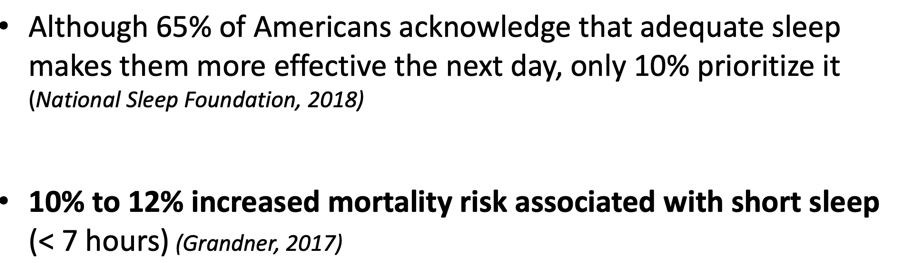 • Although 65% of Americans acknowledge that adequate sleep
makes them more effective the next day, only 10% prioritize it
(National Sleep Foundation, 2018)
• 10% to 12% increased mortality risk associated with short sleep
(< 7 hours) (Grandner, 2017)